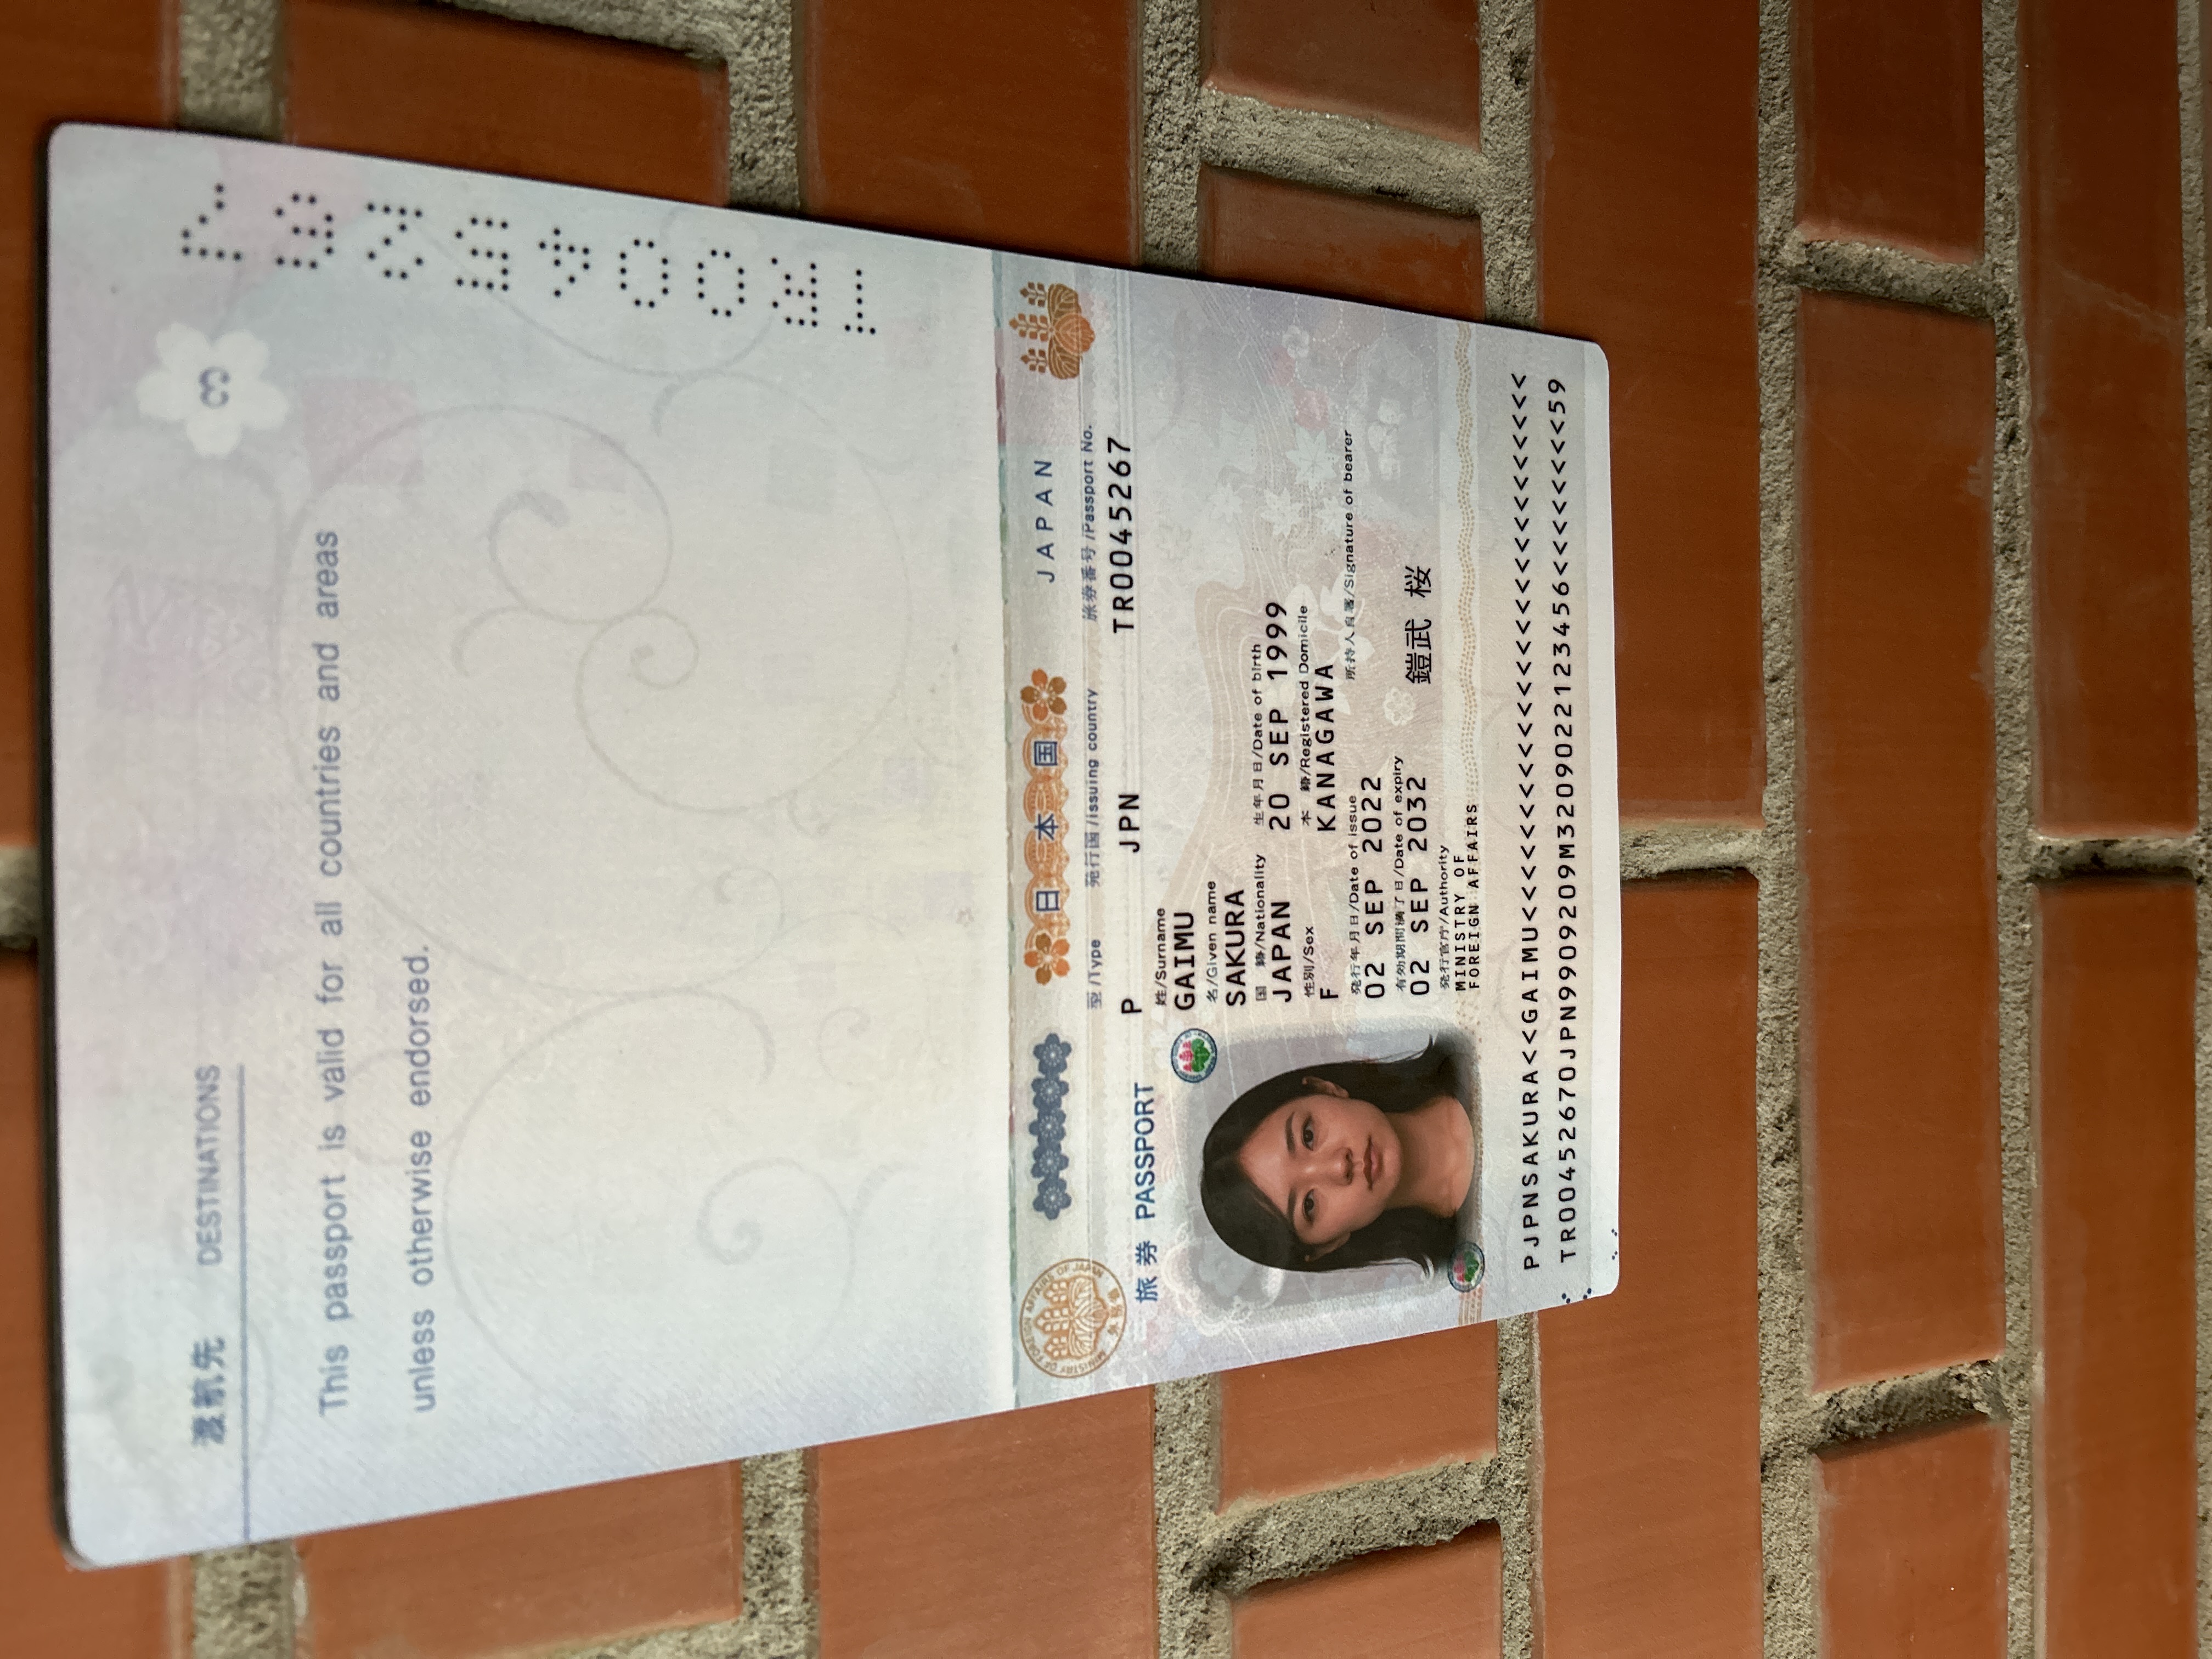 渡航先 DESTINATIONS
3
This passport is valid for all countries and areas
unless otherwise endorsed.
TR0045267
MINISTRY OF FOREIGN AFFAIRS OF JAPAN
外務省
日本国 JAPAN
型/Type 発行国/Issuing country 旅券番号/Passport No.
P JPN TR0045267
旅券 PASSPORT
姓/Surname
GAIMU
名/Given name
SAKURA
国 籍/Nationality 生年月日/Date of birth
JAPAN 20 SEP 1999
性別/Sex 本 籍/Registered Domicile
F KANAGAWA
発行年月日/Date of issue 所持人自署/Signature of bearer
02 SEP 2022
有効期間満了日/Date of expiry
02 SEP 2032 鎧武 桜
発行官庁/Authority
MINISTRY OF
FOREIGN AFFAIRS
PJPNSAKURA<<GAIMU<<<<<<<<<<<<<<<<<<<<<<<<<<<
TR00452670JPN9909209M3209022123456<<<<<<<<59